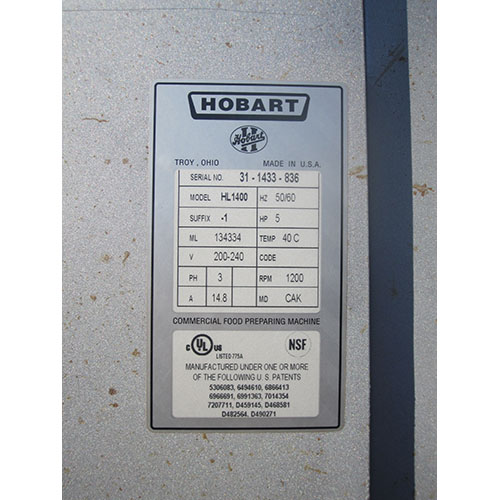 HOBART
Hobart
H
TROY, OHIO MADE IN U.S.A.
SERIAL NO. 31-1433-836
MODEL HL1400 HZ 50/60
SUFFIX -1 HP 5
ML 134334 TEMP 40 C
V 200-240 CODE
PH 3 RPM 1200
A 14.8 MD CAK
COMMERCIAL FOOD PREPARING MACHINE
C UL US NSF
LISTED 775A
MANUFACTURED UNDER ONE OR MORE
OF THE FOLLOWING U.S. PATENTS
5306083, 6494610, 6866413
6966691, 6991363, 7014354
7207711, D459145, D468581
D482564, D490271